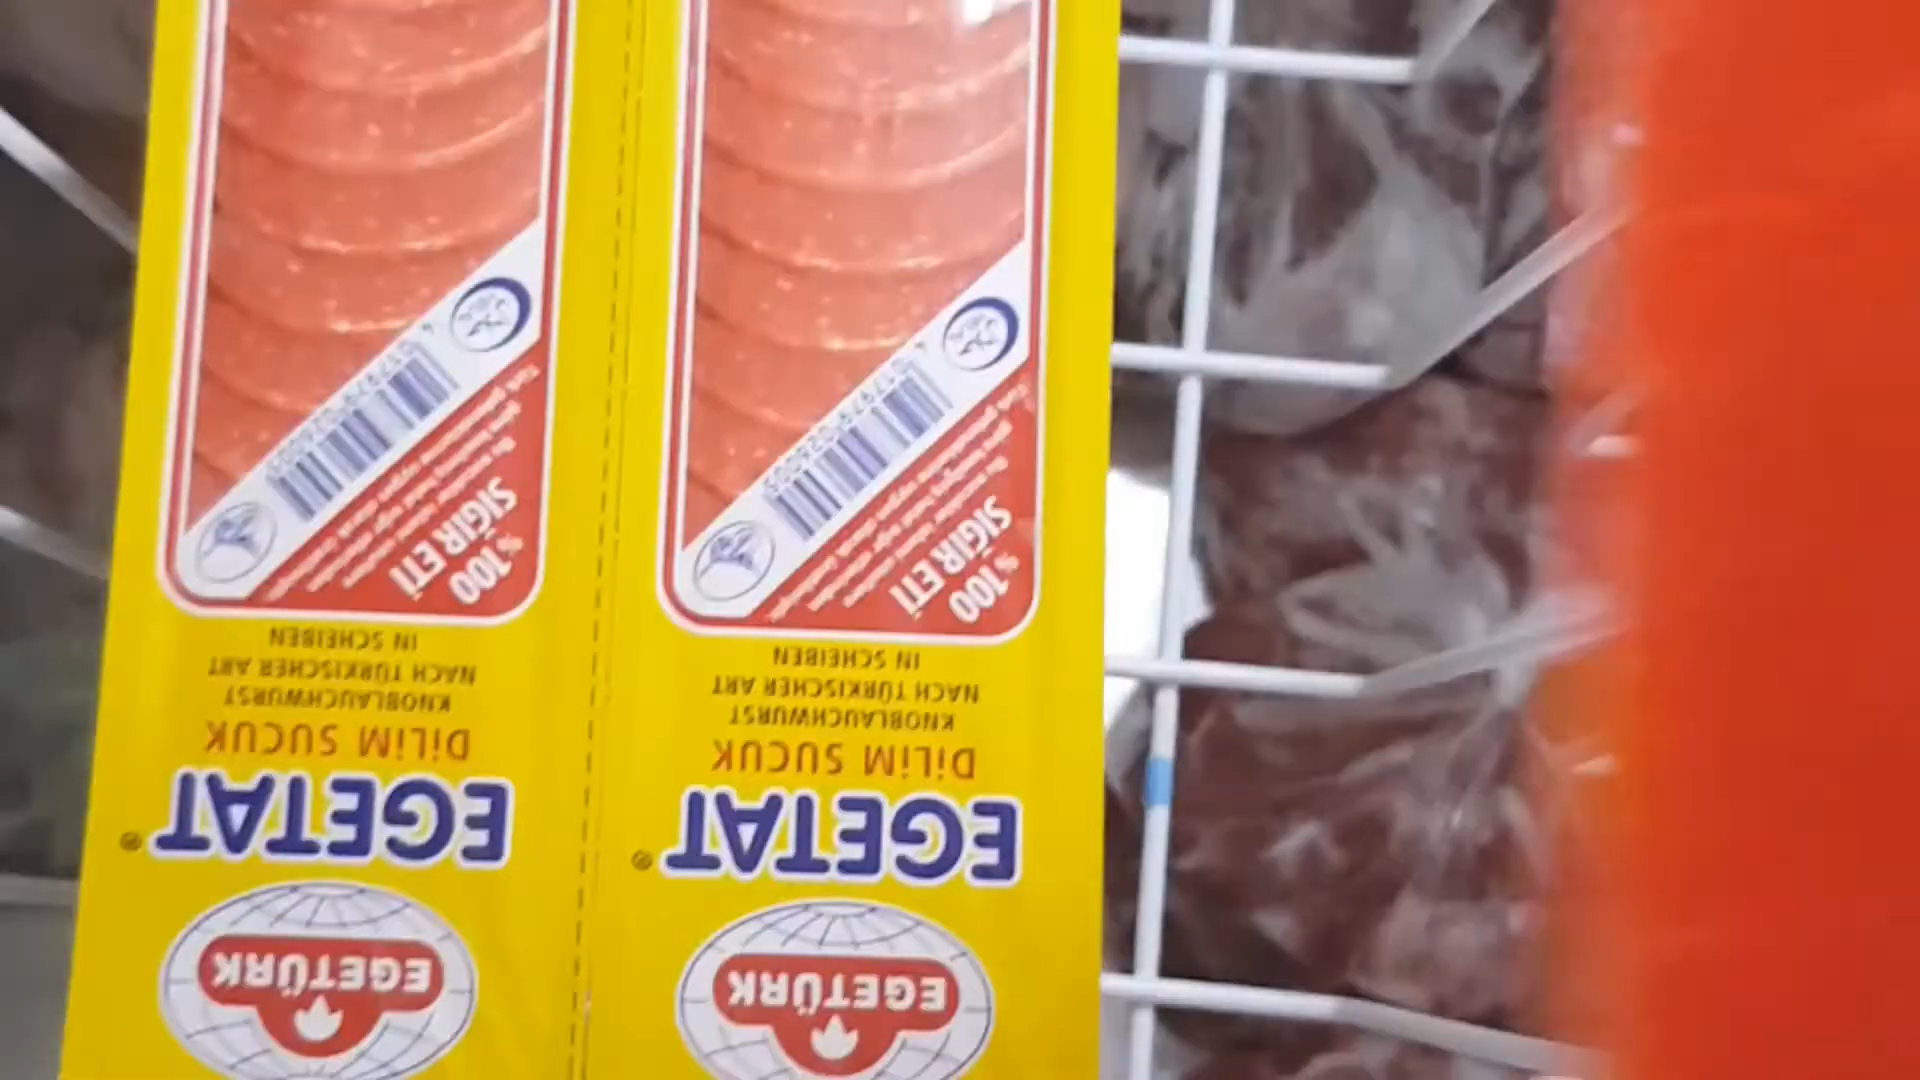 EGETÜRK
EGETAT®
DİLİM SUCUK
KNOBLAUCHWURST
NACH TÜRKISCHER ART
IN SCHEIBEN
%100
SIĞIR ETİ
EGETÜRK
EGETAT®
DİLİM SUCUK
KNOBLAUCHWURST
NACH TÜRKISCHER ART
IN SCHEIBEN
%100
SIĞIR ETİ